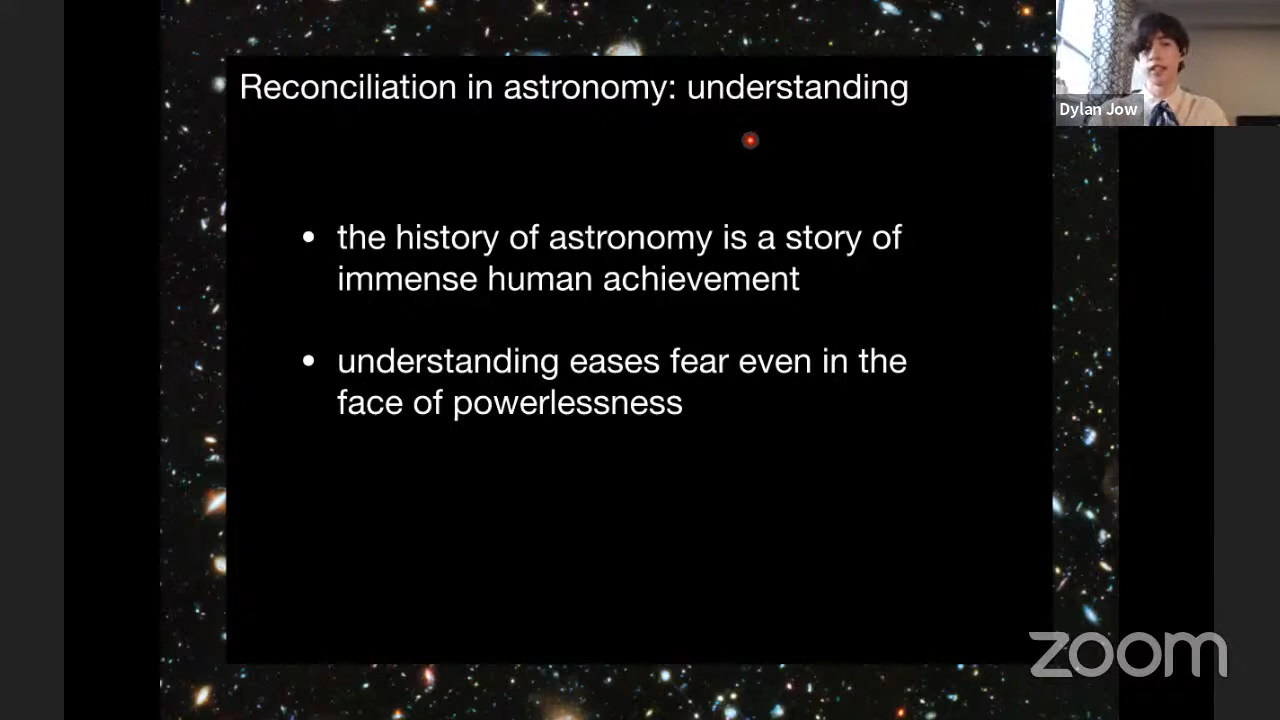 Reconciliation in astronomy: understanding
Dylan Jow
• the history of astronomy is a story of
immense human achievement
• understanding eases fear even in the
face of powerlessness
zoom